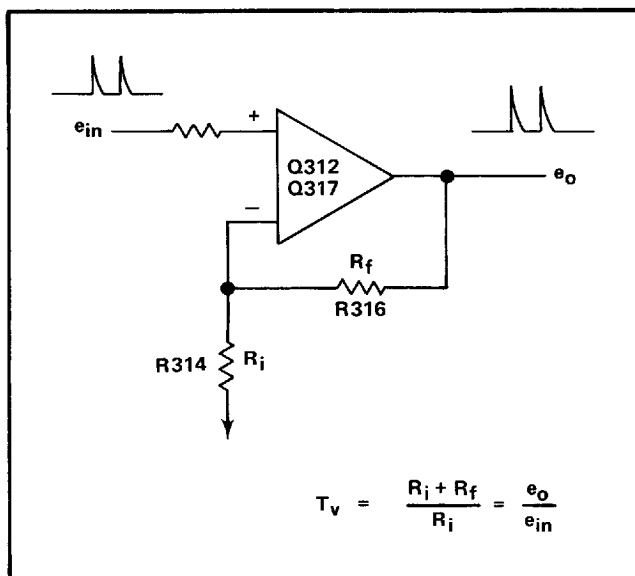 e_in
+
Q312
Q317
e_o
−
R_f
R316
R314 R_i
T_v = (R_i + R_f) / R_i = e_o / e_in